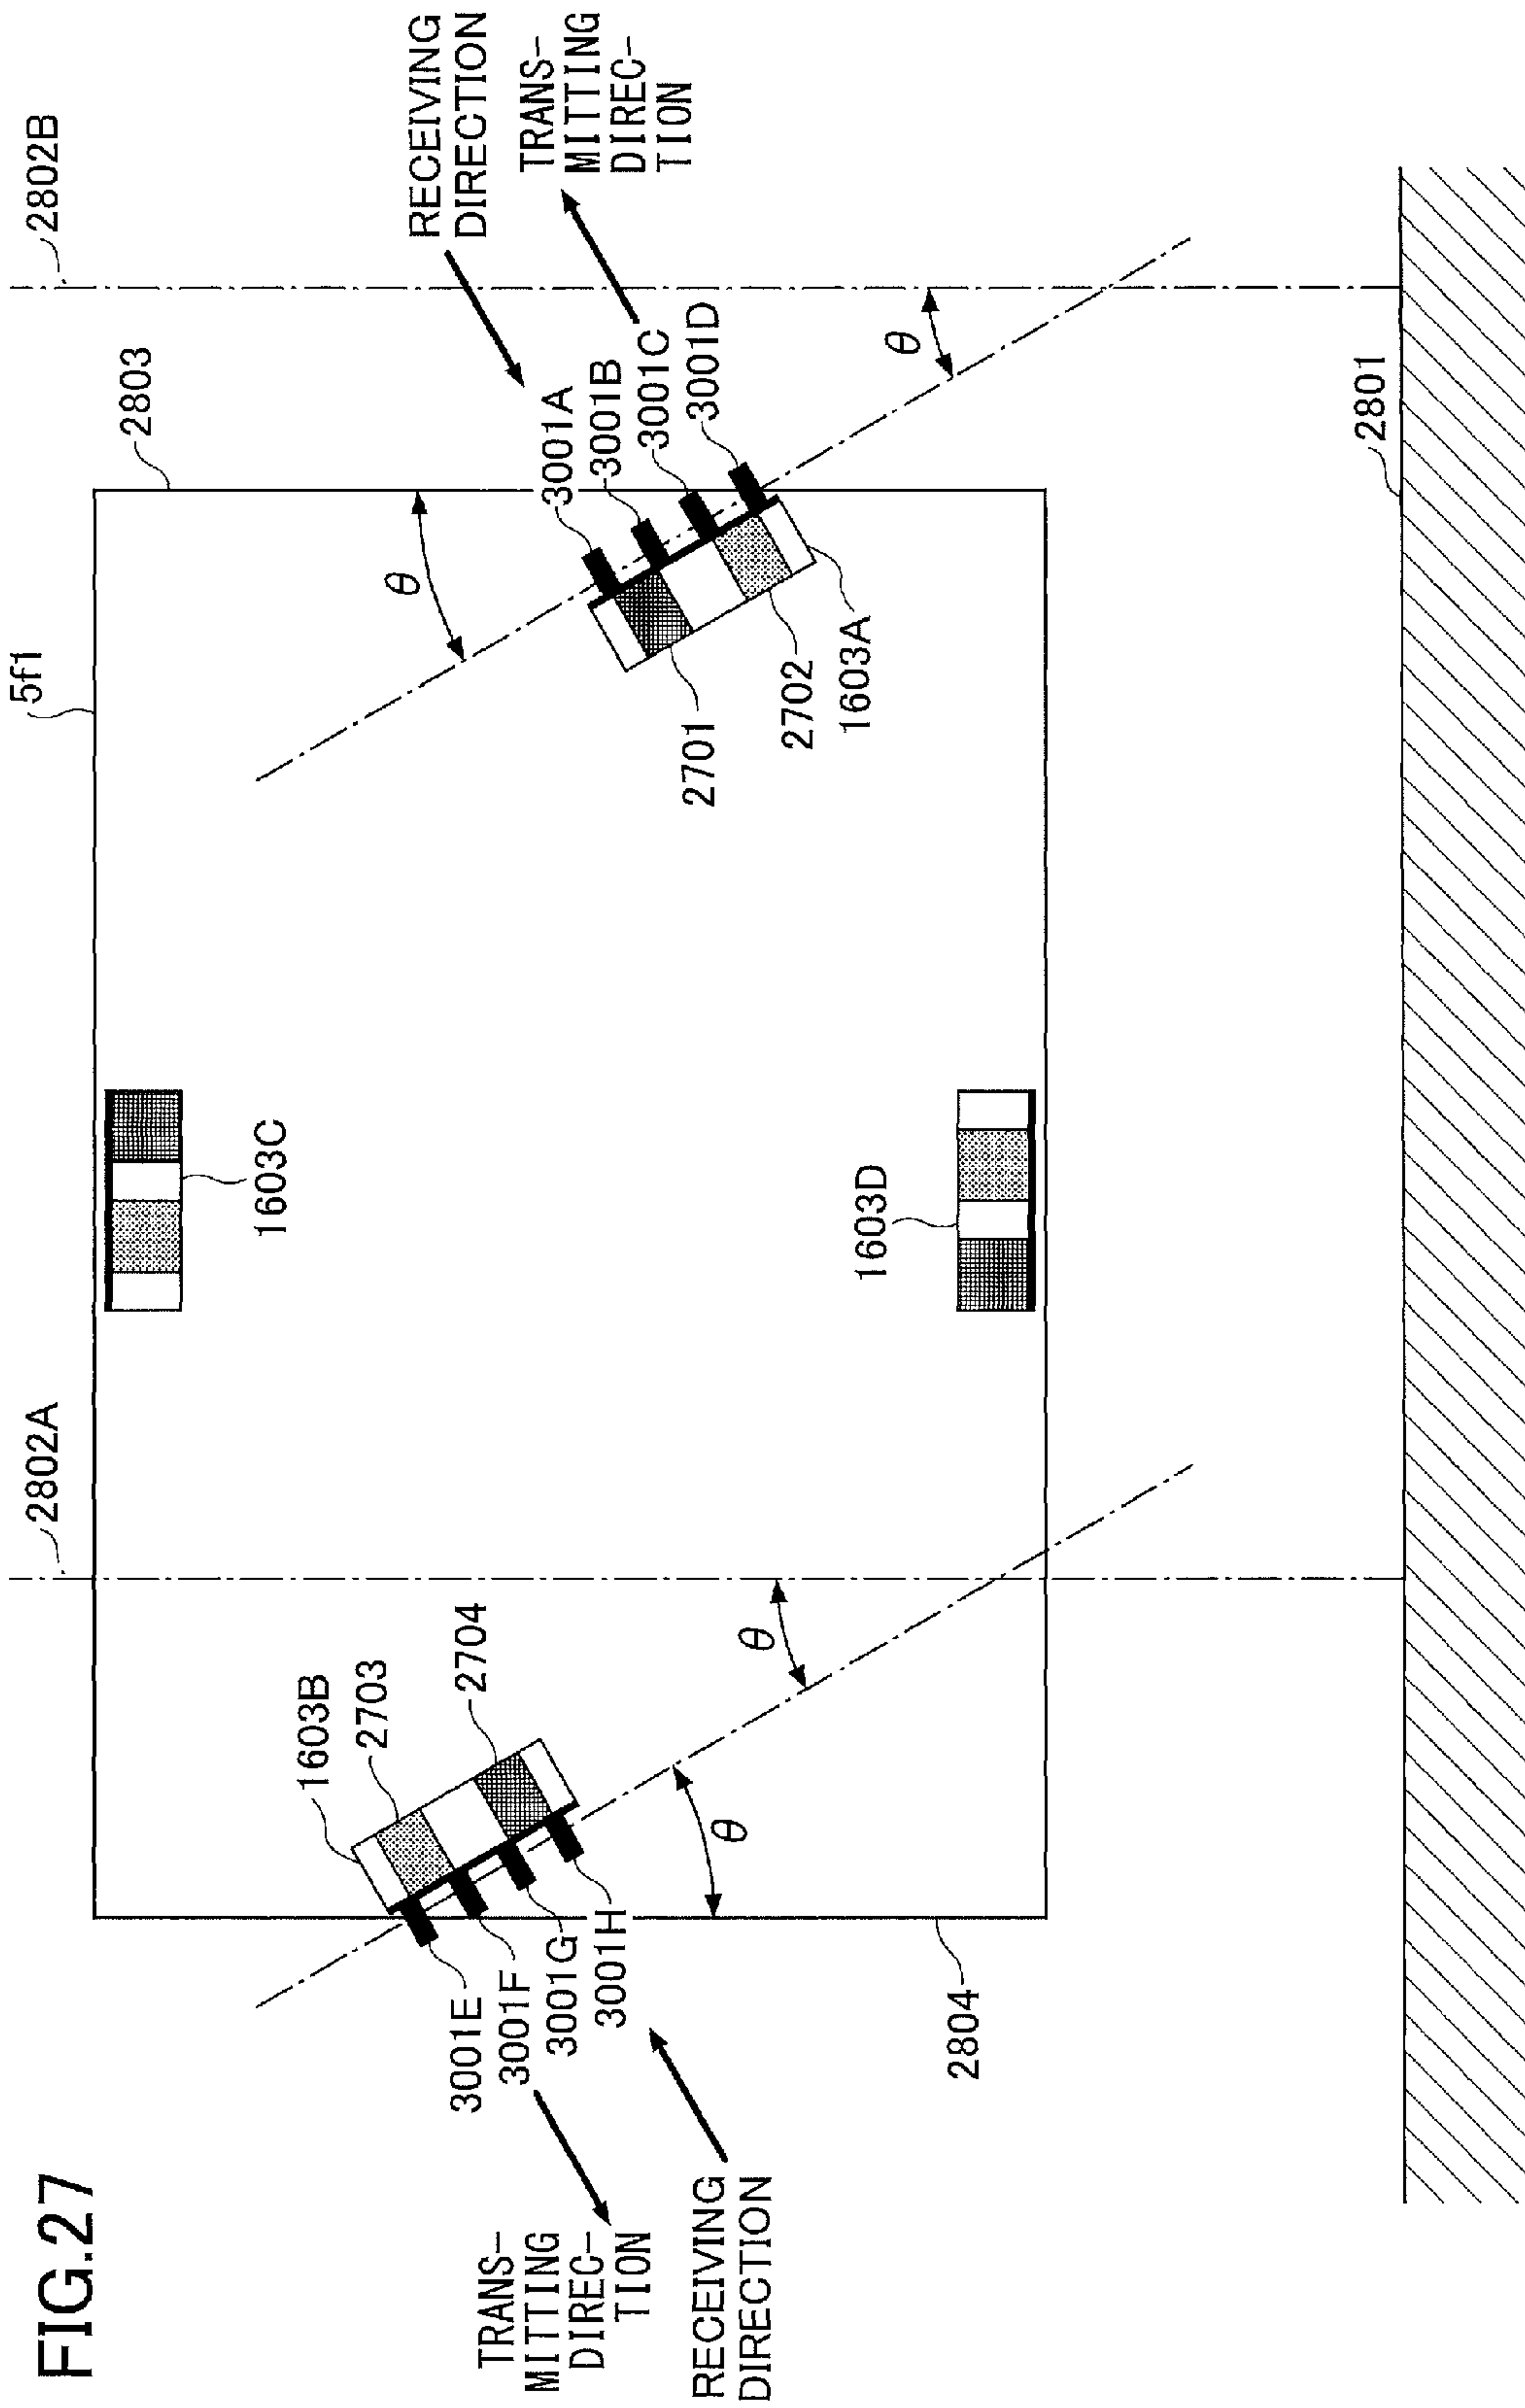 FIG.27
2802A
5f1
2803
2802B
RECEIVING
DIRECTION
TRANS-
MITTING
DIREC-
TION
1603B
2703
2704
θ
θ
1603C
θ
3001A
3001B
3001C
3001D
θ
3001E
3001F
3001G
3001H
TRANS-
MITTING
DIREC-
TION
RECEIVING
DIRECTION
2701
2702
1603A
1603D
2804
2801